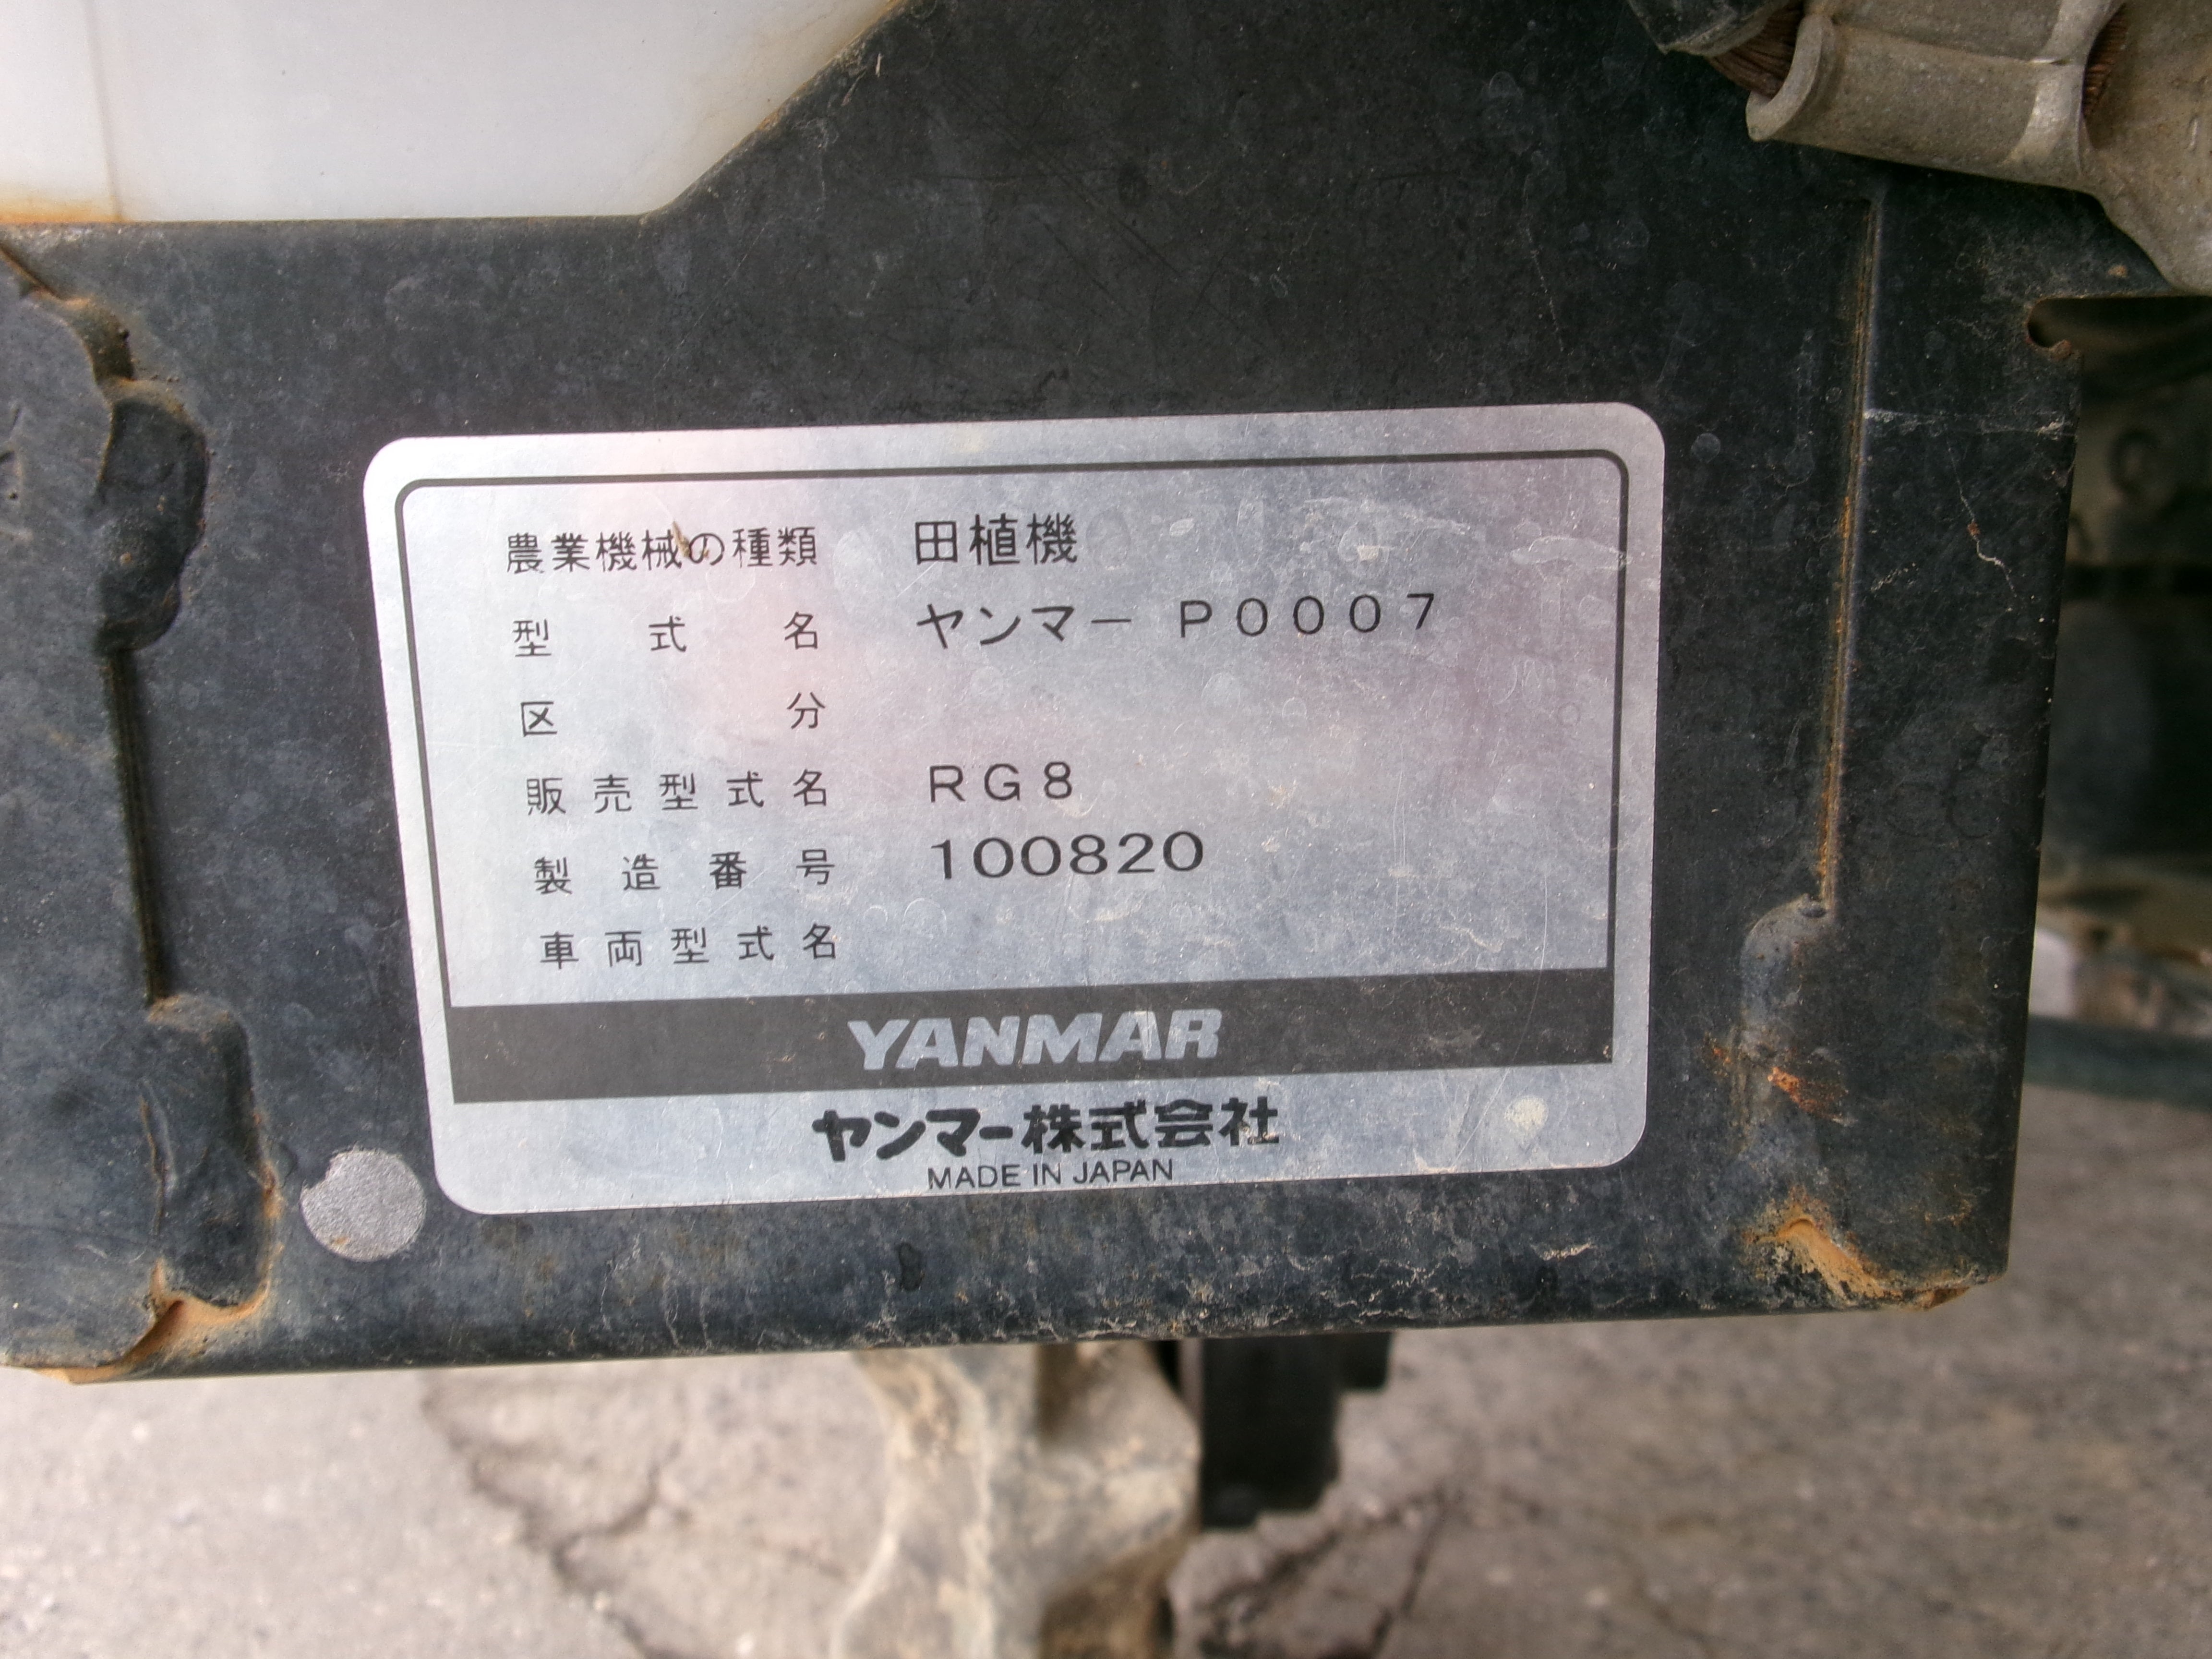 農業機械の種類 田植機
型式名 ヤンマー P0007
区分
販売型式名 RG8
製造番号 100820
車両型式名
YANMAR
ヤンマー株式会社
MADE IN JAPAN